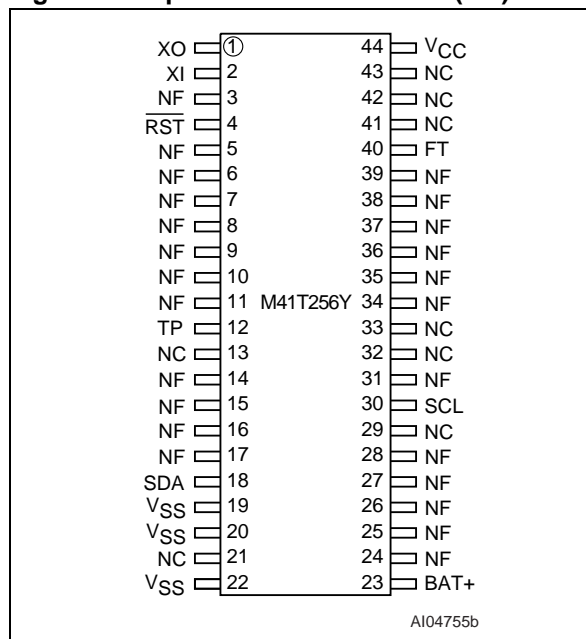 XO 1 44 VCC
XI 2 43 NC
NF 3 42 NC
RST 4 41 NC
NF 5 40 FT
NF 6 39 NF
NF 7 38 NF
NF 8 37 NF
NF 9 36 NF
NF 10 35 NF
NF 11 M41T256Y 34 NF
TP 12 33 NC
NC 13 32 NC
NF 14 31 NF
NF 15 30 SCL
NF 16 29 NC
NF 17 28 NF
SDA 18 27 NF
VSS 19 26 NF
VSS 20 25 NF
NC 21 24 NF
VSS 22 23 BAT+
AI04755b